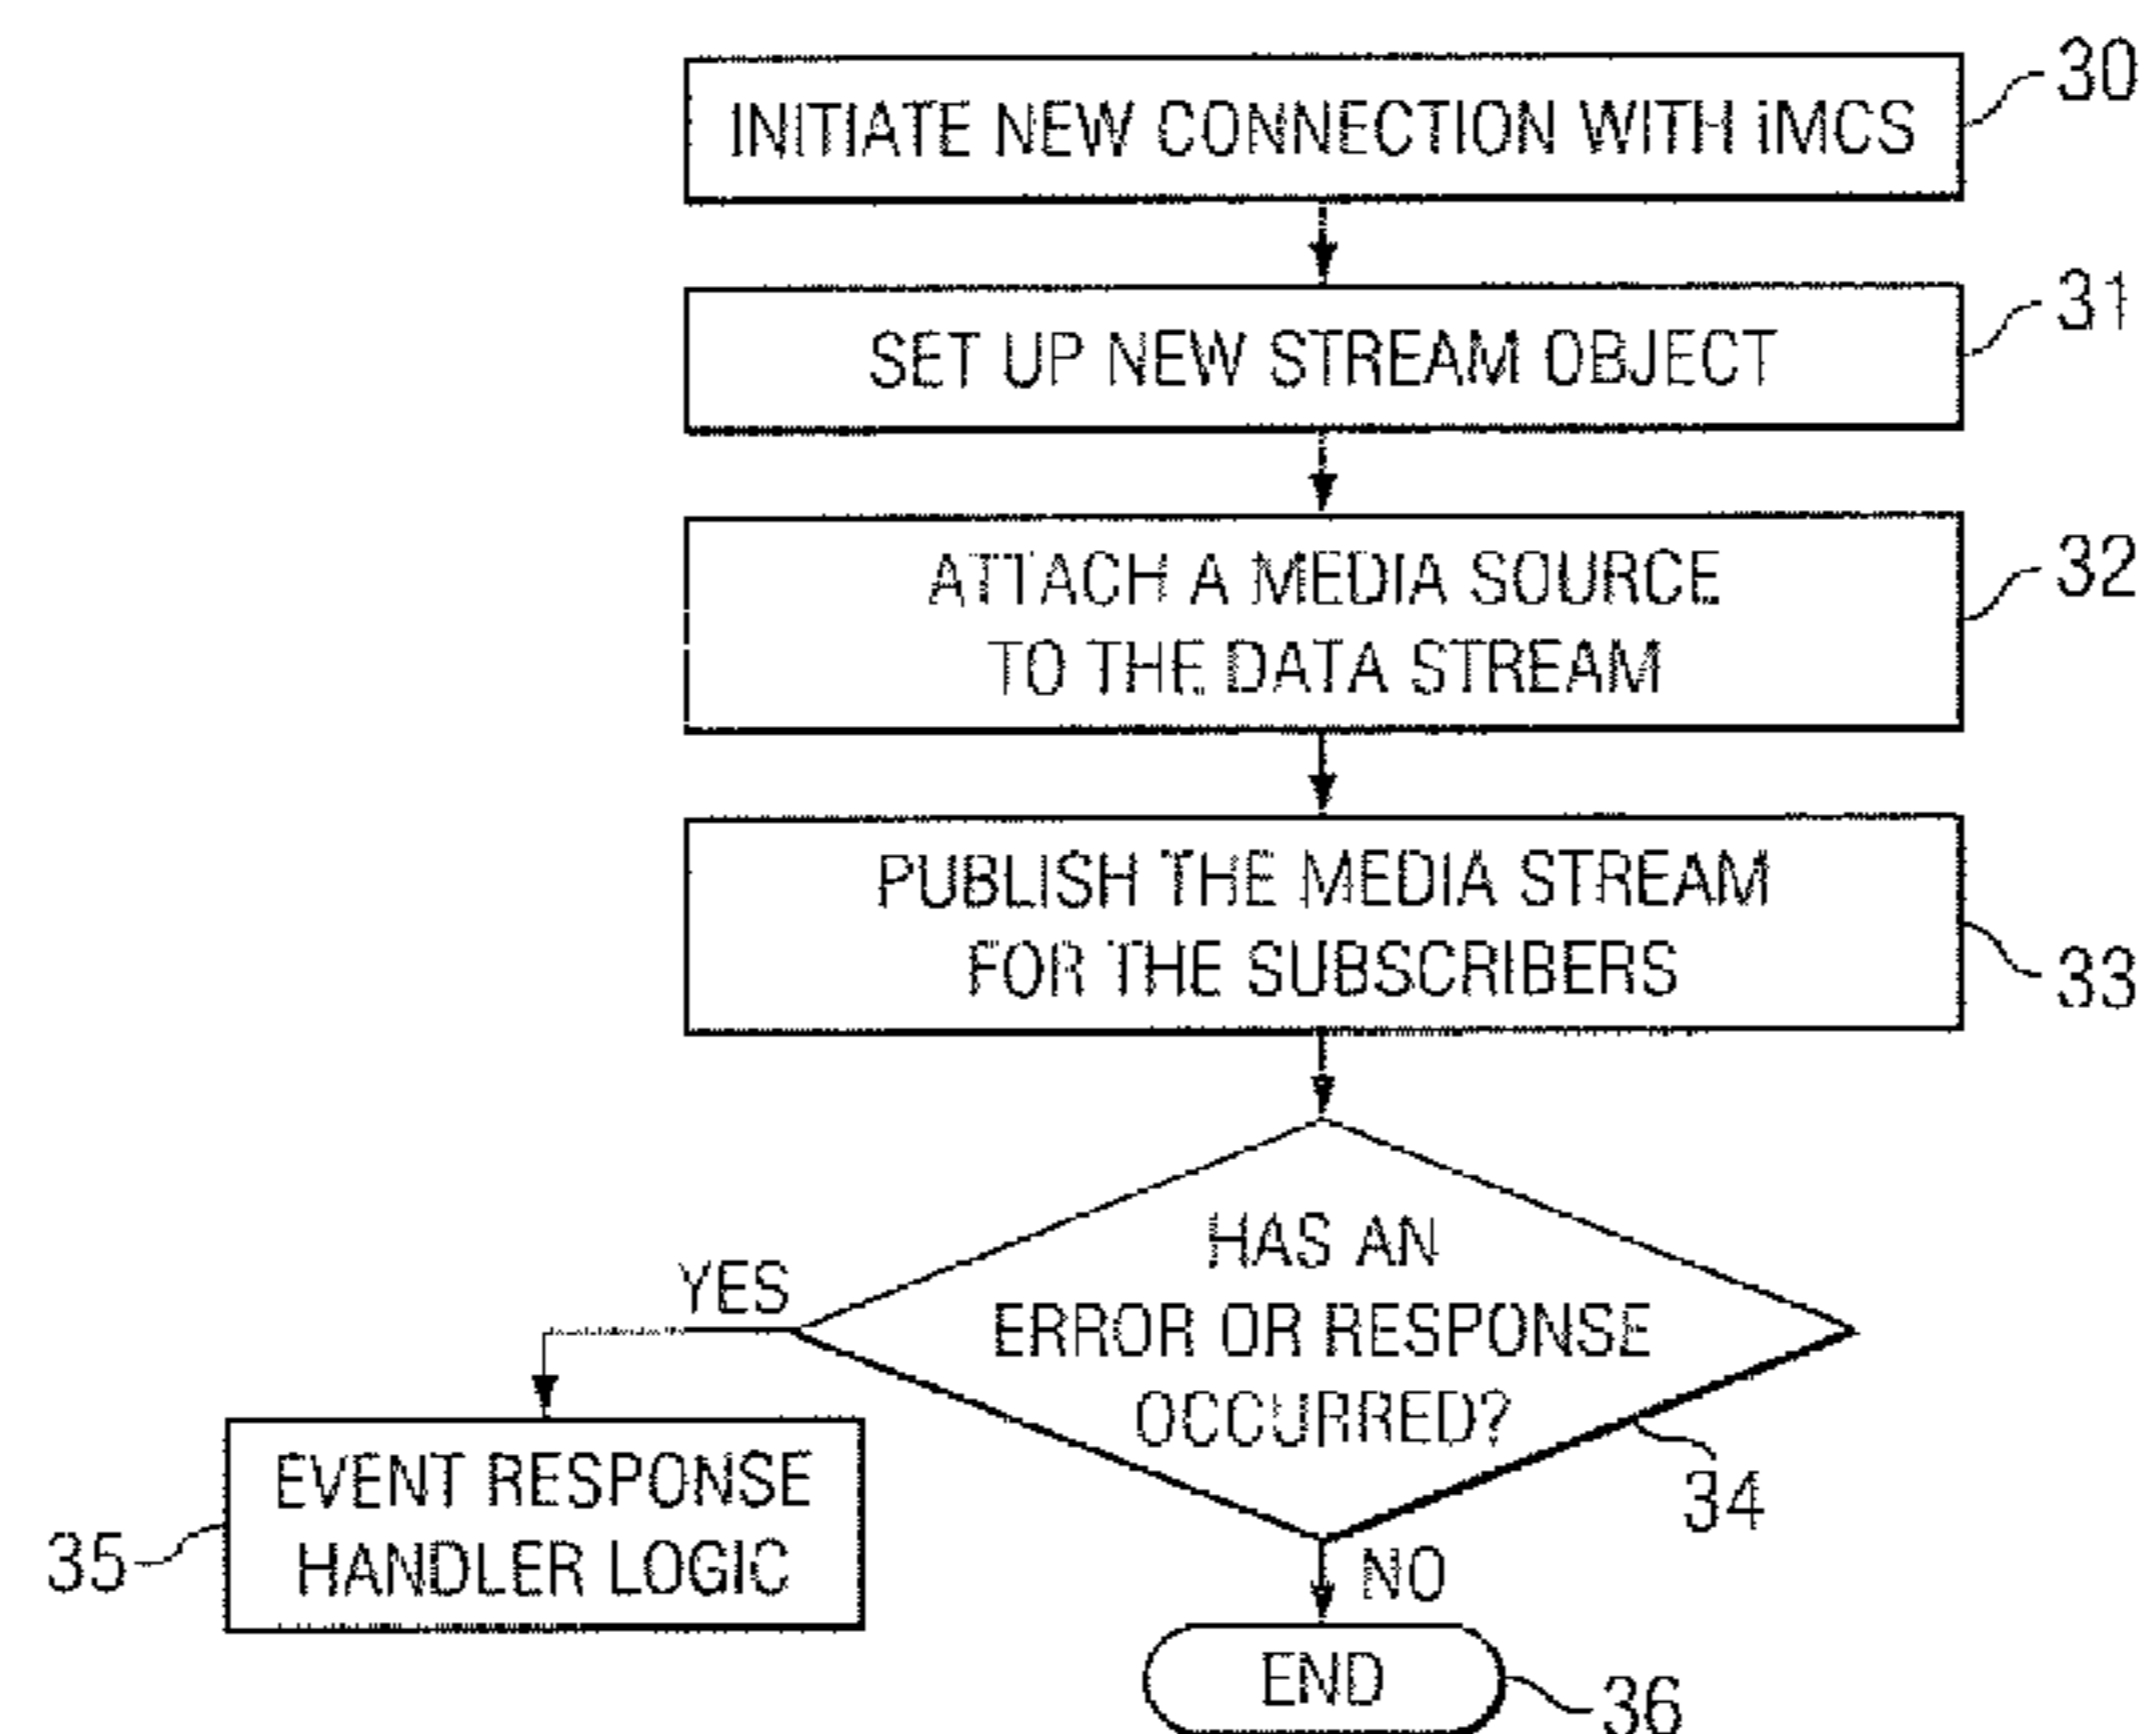 INITIATE NEW CONNECTION WITH iMCS
30
SET UP NEW STREAM OBJECT
31
ATTACH A MEDIA SOURCE
TO THE DATA STREAM
32
PUBLISH THE MEDIA STREAM
FOR THE SUBSCRIBERS
33
HAS AN
ERROR OR RESPONSE
OCCURRED?
34
YES
EVENT RESPONSE
HANDLER LOGIC
35
NO
END
36